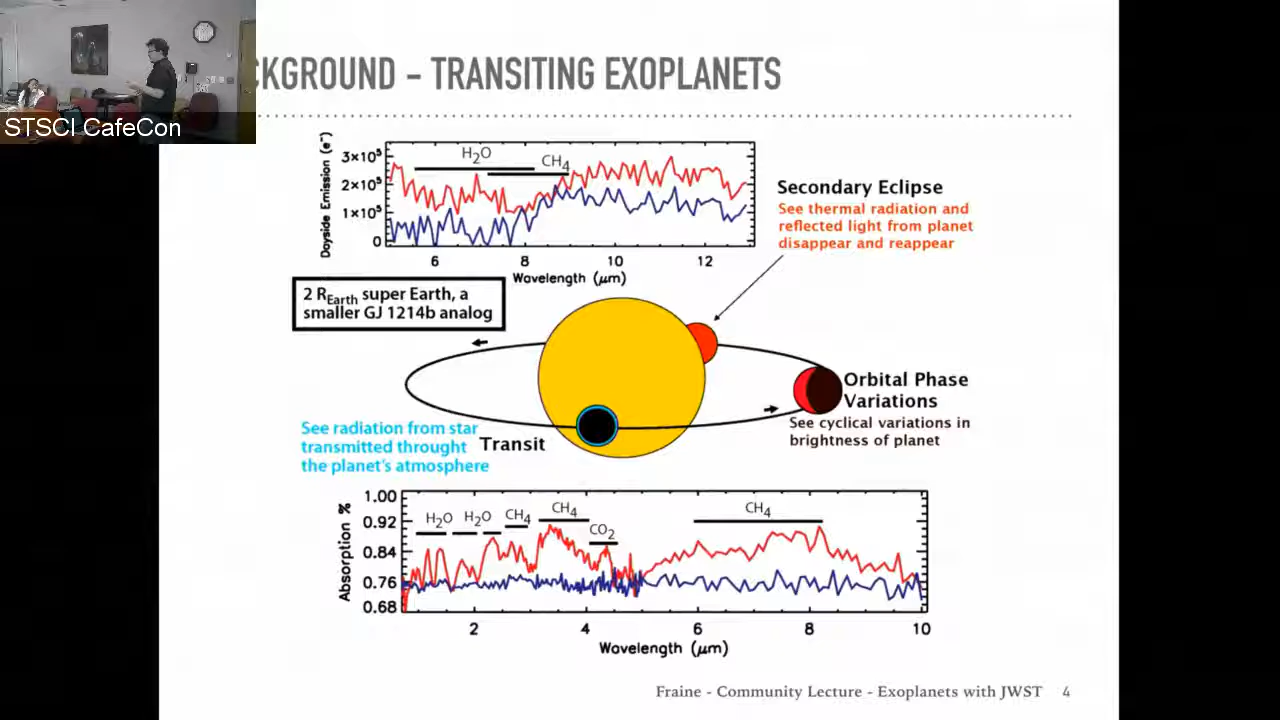 CKGROUND - TRANSITING EXOPLANETS
STSCI CafeCon
H2O
CH4
3×10⁵
2×10⁵
1×10⁵
0
Dayside Emission (e⁻)
6 8 10 12
Wavelength (μm)
Secondary Eclipse
See thermal radiation and
reflected light from planet
disappear and reappear
2 REarth super Earth, a
smaller GJ 1214b analog
Orbital Phase
Variations
See cyclical variations in
brightness of planet
See radiation from star
transmitted throught
the planet's atmosphere
Transit
1.00
0.92
0.84
0.76
0.68
Absorption %
H2O H2O CH4 CH4 CO2 CH4
2 4 6 8 10
Wavelength (μm)
Fraine - Community Lecture - Exoplanets with JWST 4